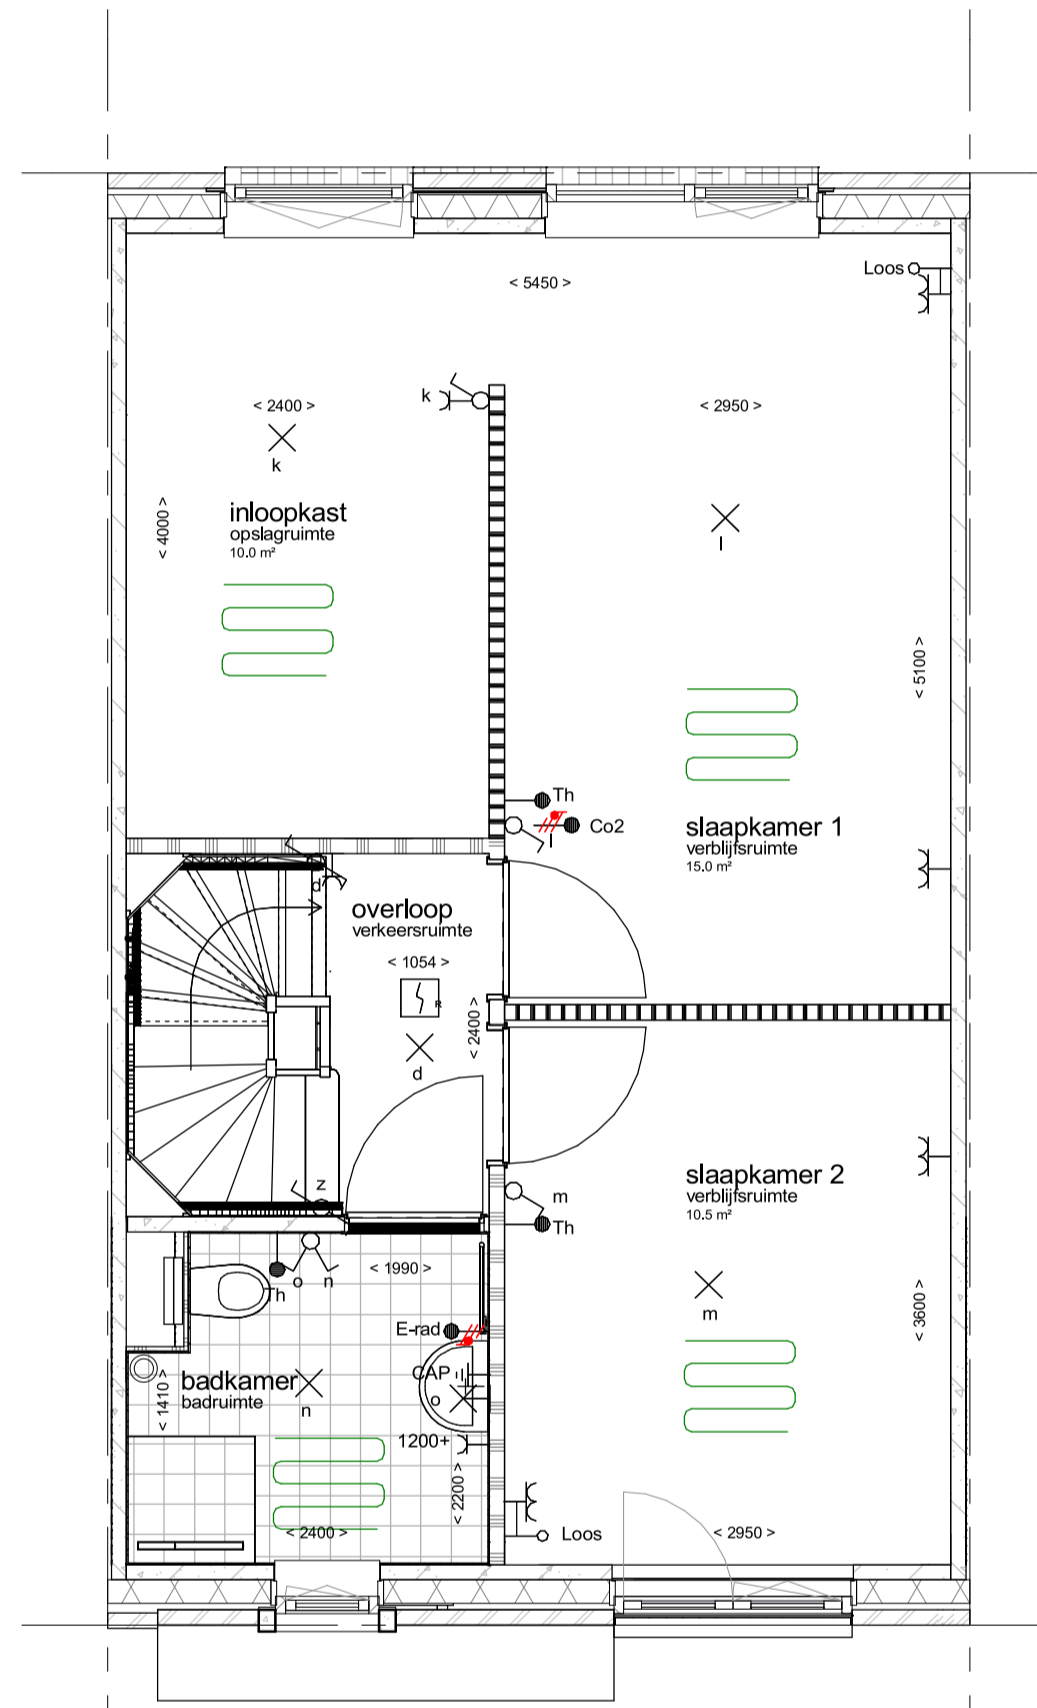 Loos
< 5450 >
k
< 2400 >
< 2950 >
k
< 4000 >
inloopkast
opslagruimte
10.0 m²
l
< 5100 >
Th
Co2
l
slaapkamer 1
verblijfsruimte
15.0 m²
d
overloop
verkeersruimte
< 1054 >
R
< 2400 >
d
z
slaapkamer 2
verblijfsruimte
10.5 m²
m
Th
< 1990 >
o n
Th
m
< 3600 >
E-rad
CAP
badkamer
badruimte
o
n
< 1410 >
1200+
< 2200 >
< 2400 >
Loos
< 2950 >